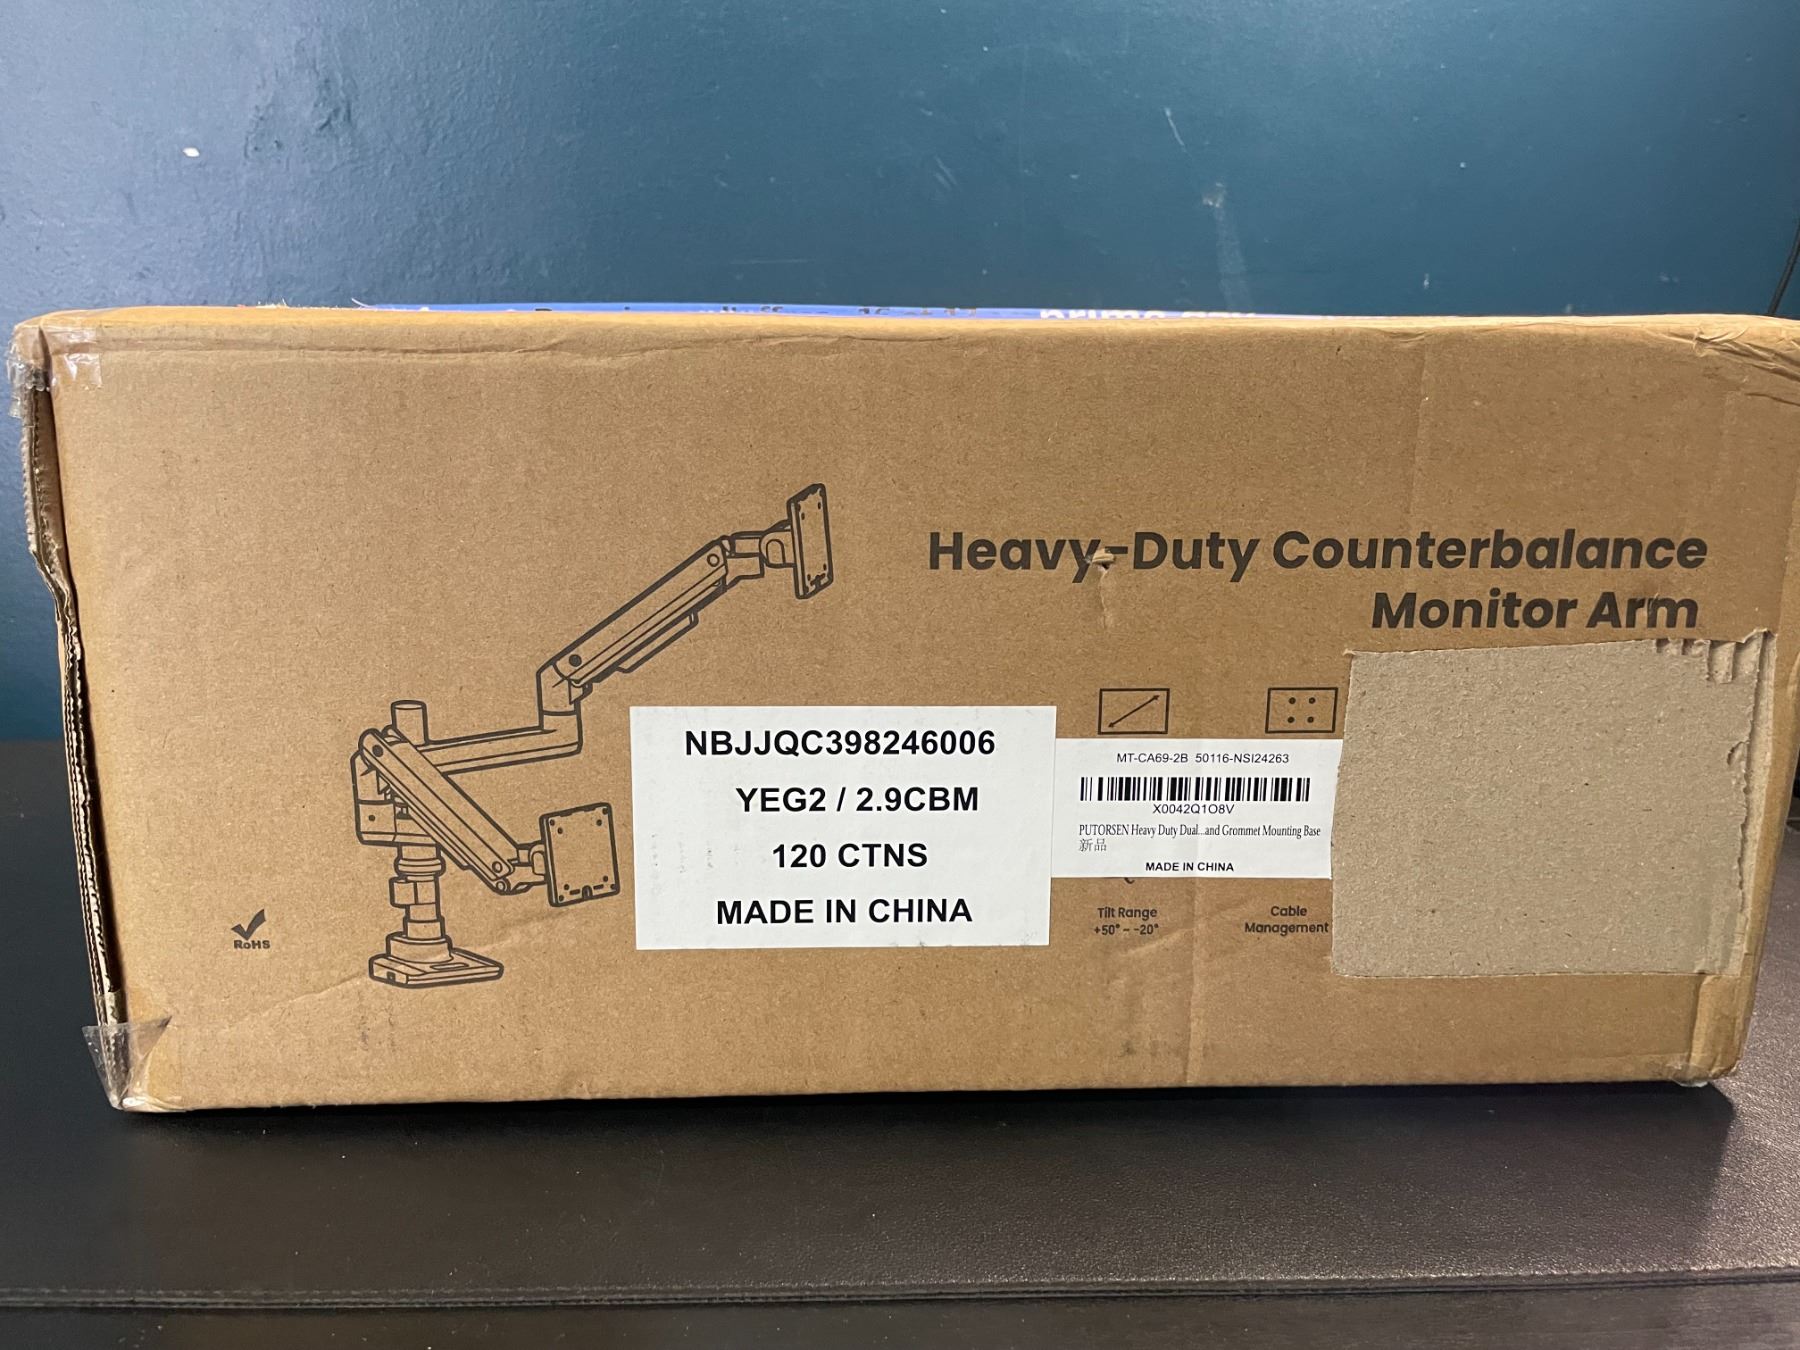 Heavy-Duty Counterbalance
Monitor Arm
NBJJQC398246006
YEG2 / 2.9CBM
120 CTNS
MADE IN CHINA
MT-CA69-2B 50116-NSI24263
X0042Q1O8V
PUTORSEN Heavy Duty Dual...and Grommet Mounting Base
新品
MADE IN CHINA
Tilt Range
+50° ~ -20°
Cable
Management
RoHS